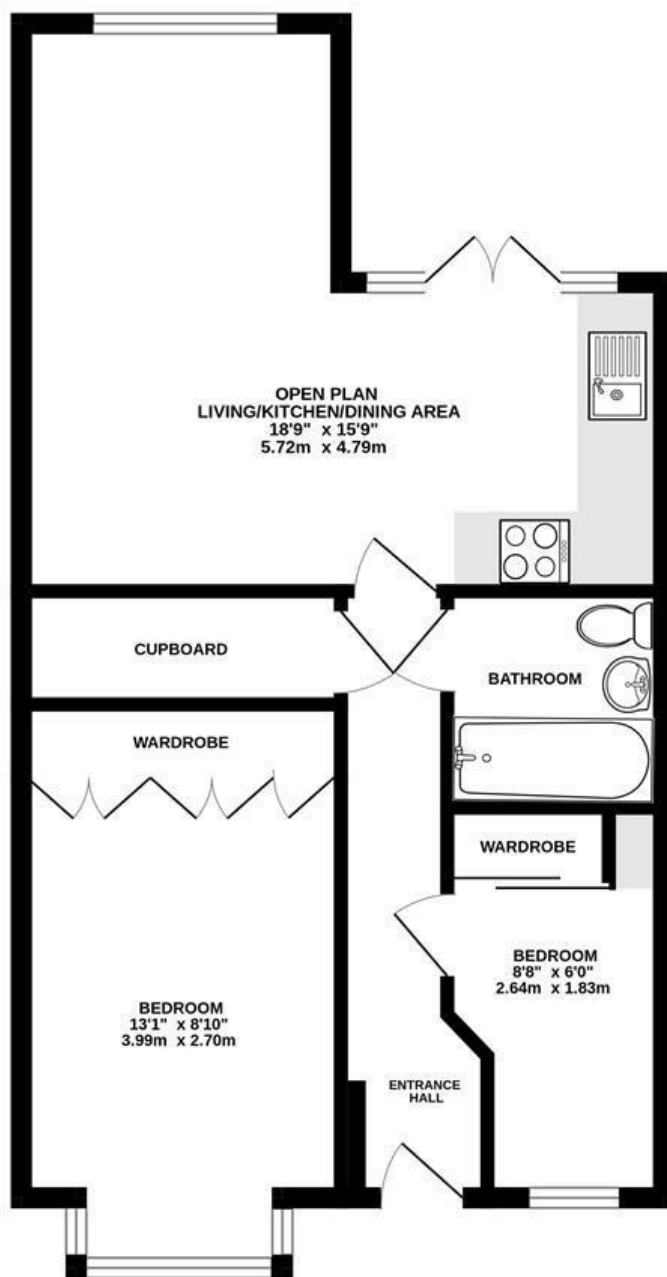 OPEN PLAN
LIVING/KITCHEN/DINING AREA
18'9" x 15'9"
5.72m x 4.79m
CUPBOARD
BATHROOM
WARDROBE
WARDROBE
BEDROOM
8'8" x 6'0"
2.64m x 1.83m
BEDROOM
13'1" x 8'10"
3.99m x 2.70m
ENTRANCE
HALL